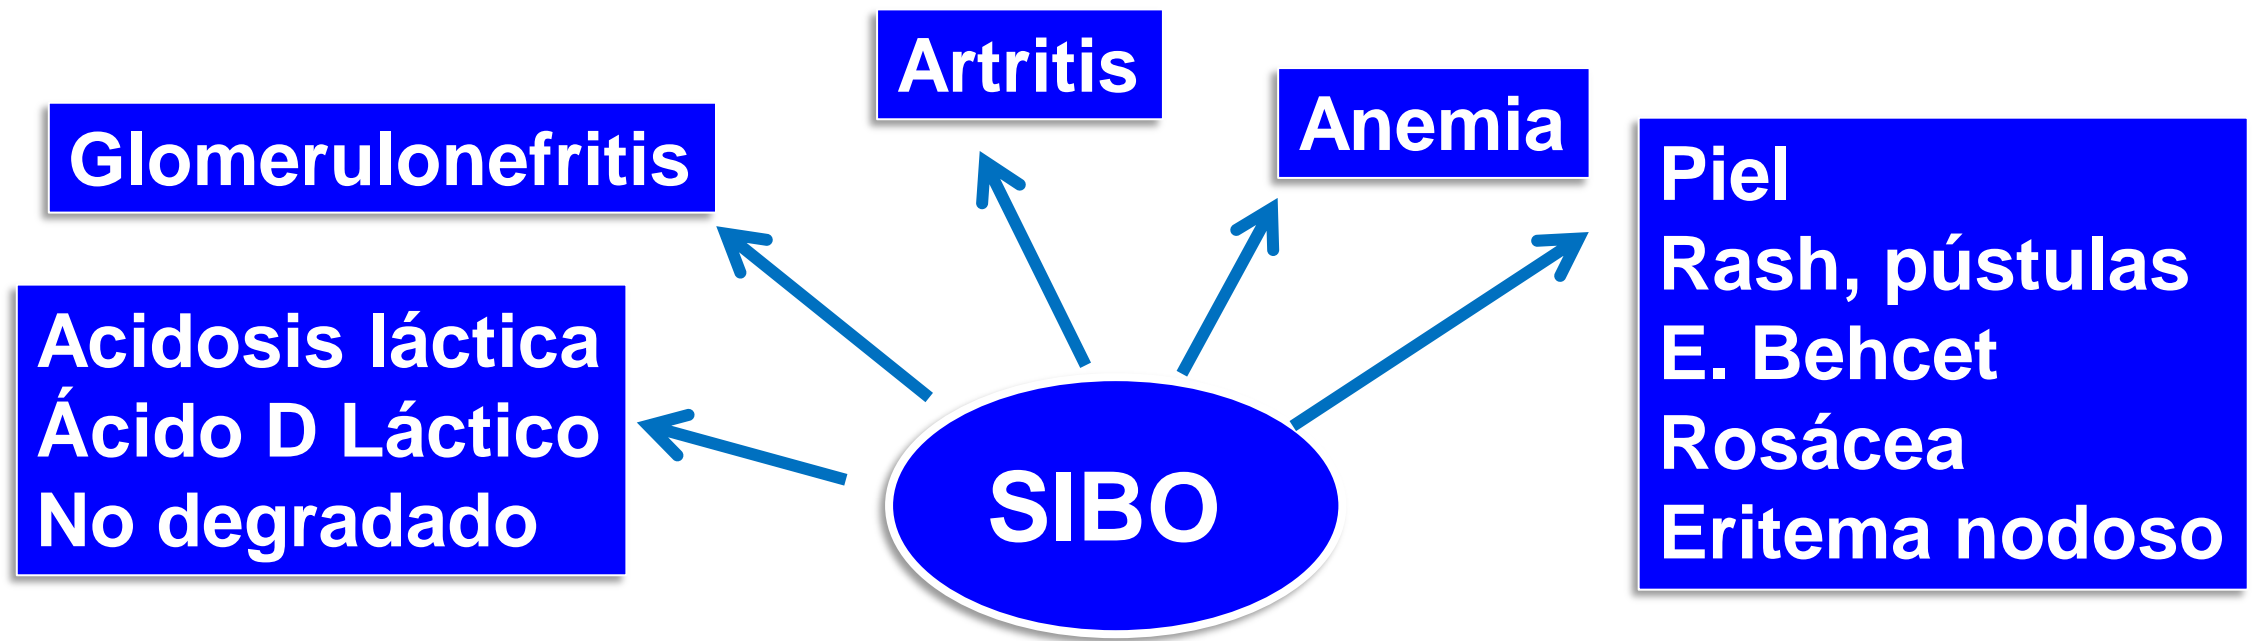 Artritis
Anemia
Glomerulonefritis
Piel
Rash, pústulas
E. Behcet
Rosácea
Eritema nodoso
Acidosis láctica
Ácido D Láctico
No degradado
SIBO